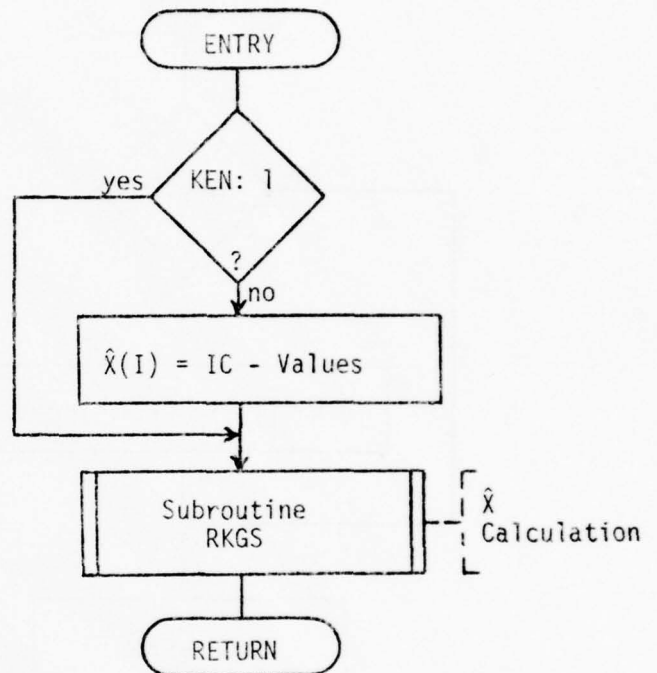 ENTRY
yes
KEN: 1
?
no
X̂(I) = IC - Values
Subroutine
RKGS
X̂
Calculation
RETURN